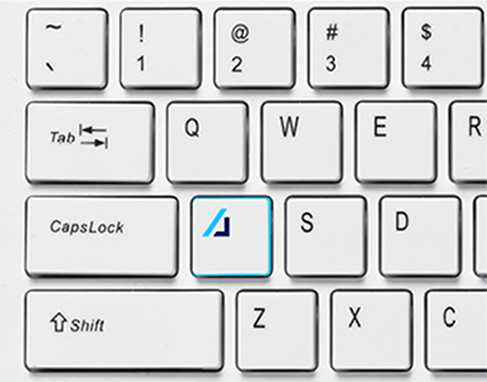 ~ ! @ # $
` 1 2 3 4
Tab Q W E R
CapsLock S D
Shift Z X C